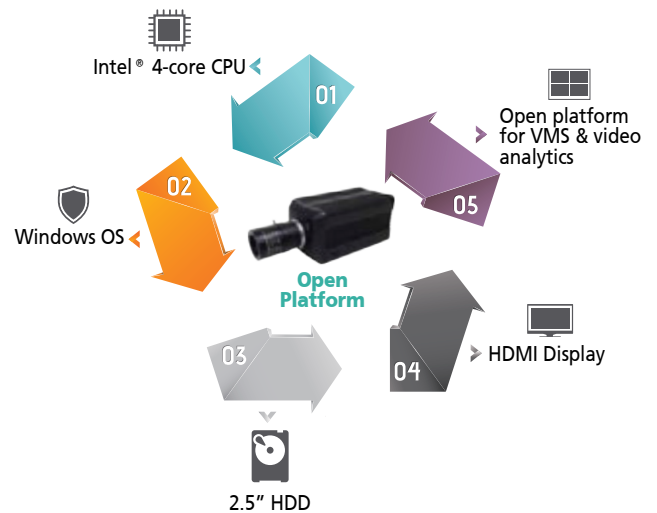 01
Intel® 4-core CPU
02
Windows OS
03
2.5” HDD
04
HDMI Display
05
Open platform
for VMS & video
analytics
Open
Platform